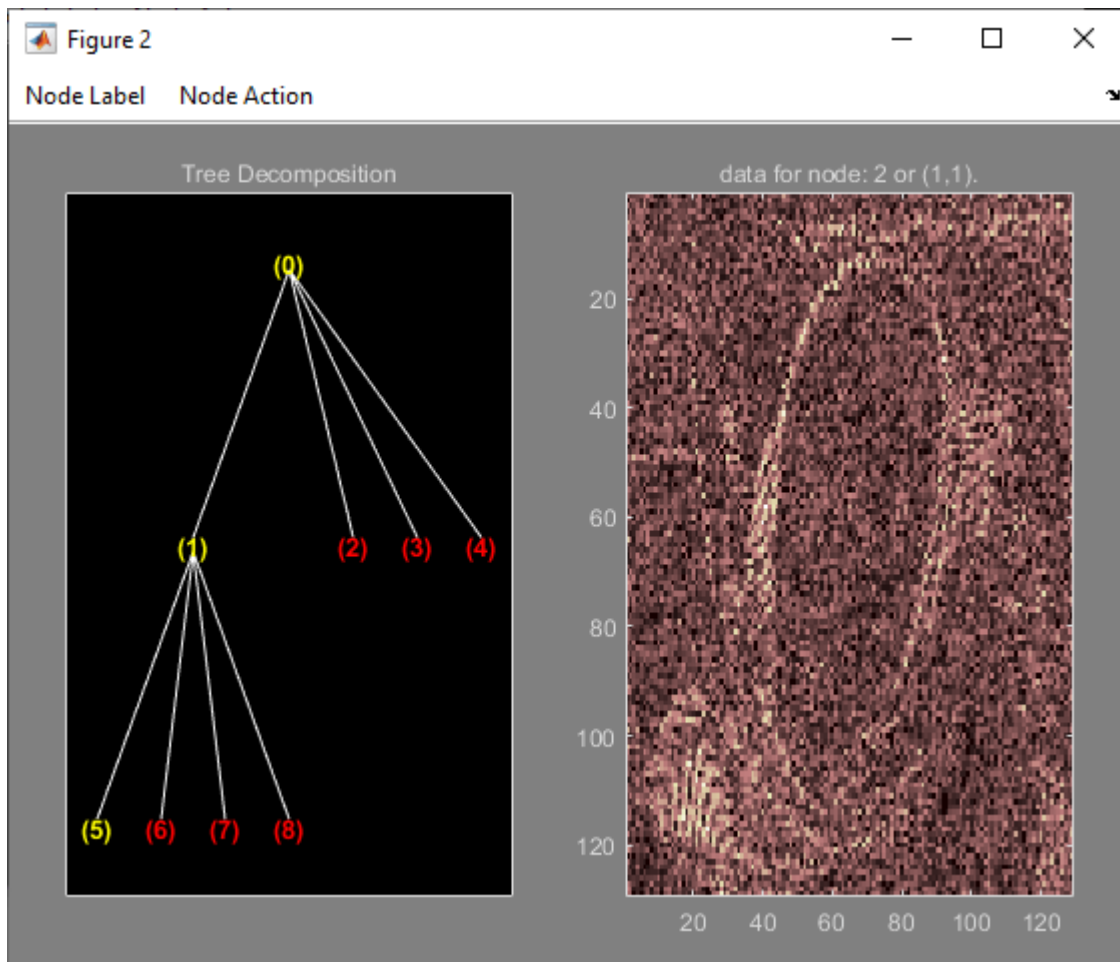 Figure 2
Node Label Node Action
Tree Decomposition
(0)
(1) (2) (3) (4)
(5) (6) (7) (8)
data for node: 2 or (1,1).
20
40
60
80
100
120
20 40 60 80 100 120